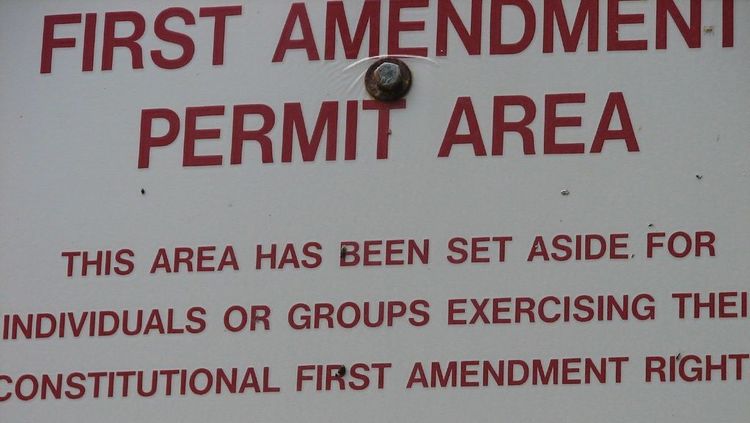 FIRST AMENDMENT
PERMIT AREA
THIS AREA HAS BEEN SET ASIDE FOR
INDIVIDUALS OR GROUPS EXERCISING THEI
CONSTITUTIONAL FIRST AMENDMENT RIGHT